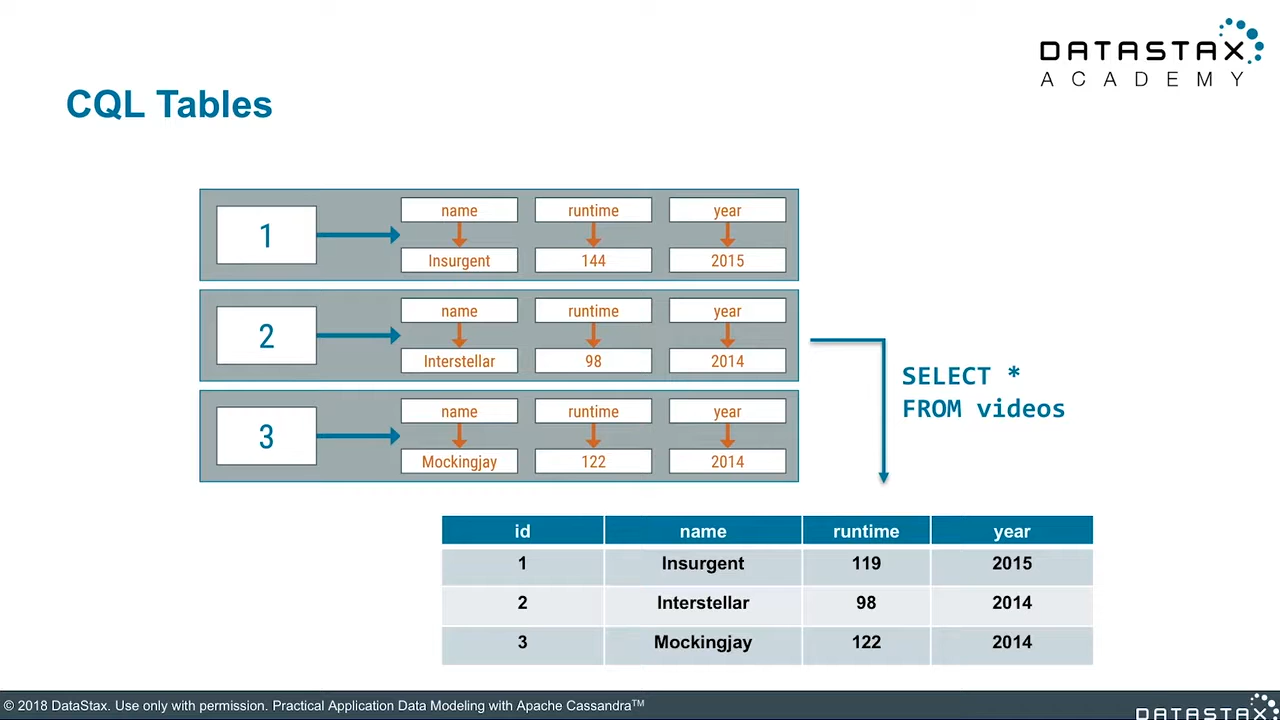 DATASTAX
ACADEMY
CQL Tables
name runtime year
1
Insurgent 144 2015
name runtime year
2
Interstellar 98 2014
name runtime year
3
Mockingjay 122 2014
SELECT *
FROM videos
id name runtime year
1 Insurgent 119 2015
2 Interstellar 98 2014
3 Mockingjay 122 2014
© 2018 DataStax. Use only with permission. Practical Application Data Modeling with Apache Cassandra™
DATASTAX